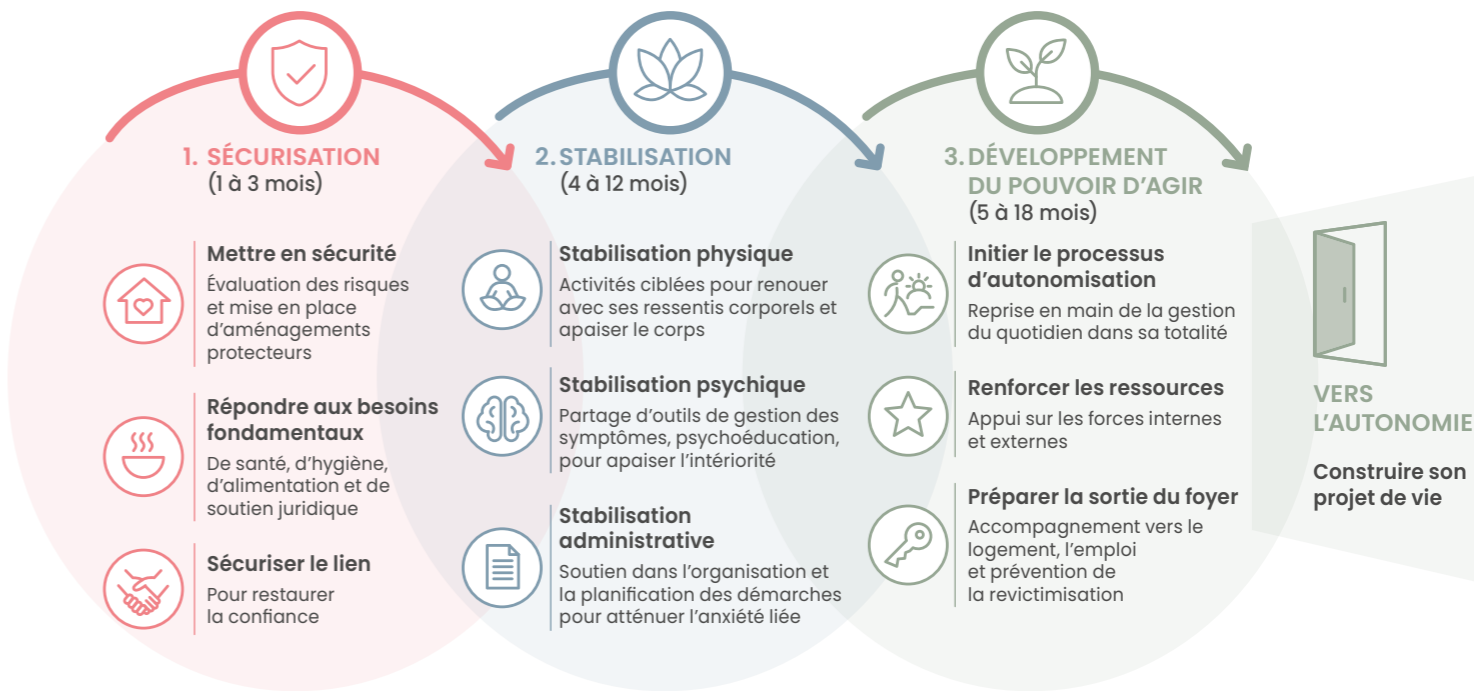 1. SÉCURISATION
(1 à 3 mois)
Mettre en sécurité
Évaluation des risques
et mise en place
d’aménagements
protecteurs
Répondre aux besoins
fondamentaux
De santé, d’hygiène,
d’alimentation et de
soutien juridique
Sécuriser le lien
Pour restaurer
la confiance
2. STABILISATION
(4 à 12 mois)
Stabilisation physique
Activités ciblées pour renouer
avec ses ressentis corporels et
apaiser le corps
Stabilisation psychique
Partage d’outils de gestion des
symptômes, psychoéducation,
pour apaiser l’intériorité
Stabilisation
administrative
Soutien dans l’organisation et
la planification des démarches
pour atténuer l’anxiété liée
3. DÉVELOPPEMENT
DU POUVOIR D’AGIR
(5 à 18 mois)
Initier le processus
d’autonomisation
Reprise en main de la gestion
du quotidien dans sa totalité
Renforcer les ressources
Appui sur les forces internes
et externes
Préparer la sortie du foyer
Accompagnement vers le
logement, l’emploi
et prévention de
la revictimisation
VERS
L’AUTONOMIE
Construire son
projet de vie